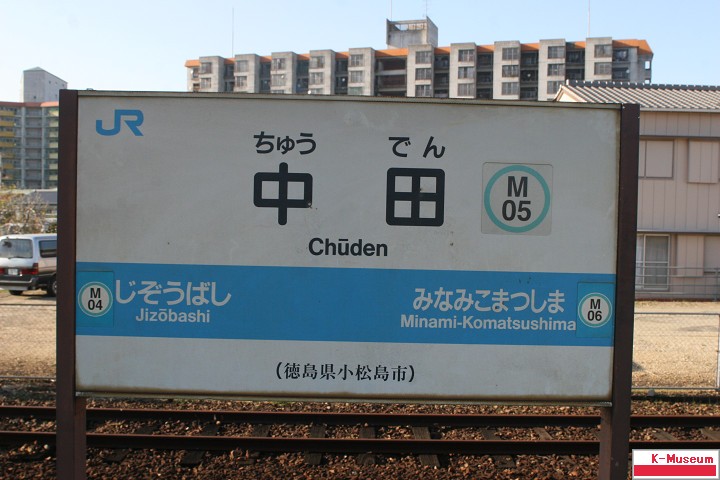 JR
ちゅう でん
中 田
M
05
Chūden
M
04
じぞうばし
Jizōbashi
みなみこまつしま
Minami-Komatsushima
M
06
(徳島県小松島市)
K-Museum